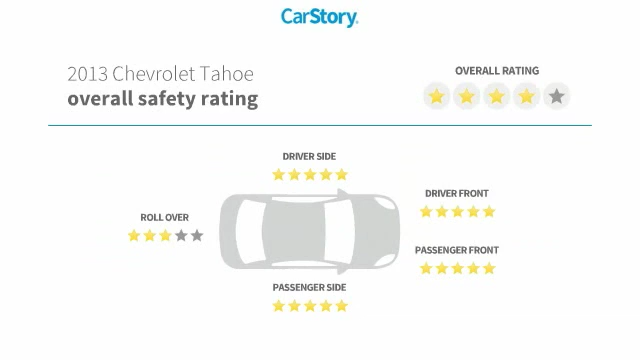 CarStory.
2013 Chevrolet Tahoe
overall safety rating
OVERALL RATING
DRIVER SIDE
DRIVER FRONT
ROLL OVER
PASSENGER FRONT
PASSENGER SIDE